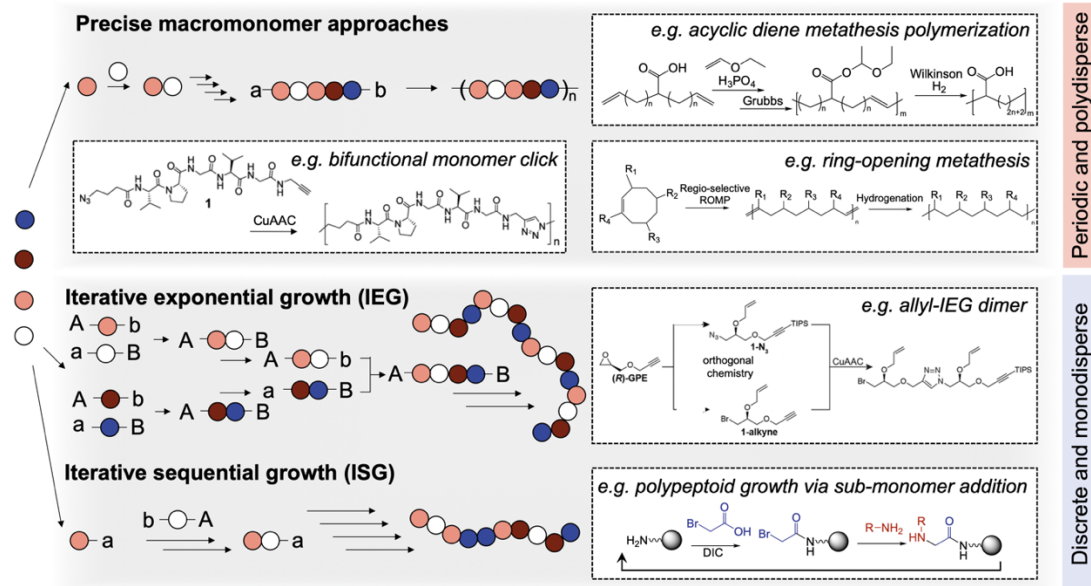 Precise macromonomer approaches
a
b
n
e.g. acyclic diene metathesis polymerization
O
OH
O
H₃PO₄
Grubbs
n
n
O
O
O
n
n
m
Wilkinson
H₂
O
OH
2n+2
m
e.g. bifunctional monomer click
N₃
O
H
N
O
N
O
N
H
O
H
N
O
N
H
O
H
N
1
CuAAC
O
H
N
O
N
O
N
H
O
H
N
O
N
H
O
H
N
N
N=N
n
e.g. ring-opening metathesis
R₁
R₂
R₃
R₄
Regio-selective
ROMP
R₁ R₂ R₃ R₄
n
Hydrogenation
R₁ R₂ R₃ R₄
n
Periodic and polydisperse
Iterative exponential growth (IEG)
A b
a B
A B
A b
a B
A B
A b
a B
A B
e.g. allyl-IEG dimer
O
O
(R)-GPE
N₃
O
O
TIPS
1-N₃
orthogonal
chemistry
Br
O
O
1-alkyne
CuAAC
Br
O
O
N=N
N
O
O
TIPS
Iterative sequential growth (ISG)
a
b A
a
e.g. polypeptoid growth via sub-monomer addition
H₂N
Br
O
OH
DIC
Br
O
N
H
R-NH₂
R
HN
O
N
H
Discrete and monodisperse